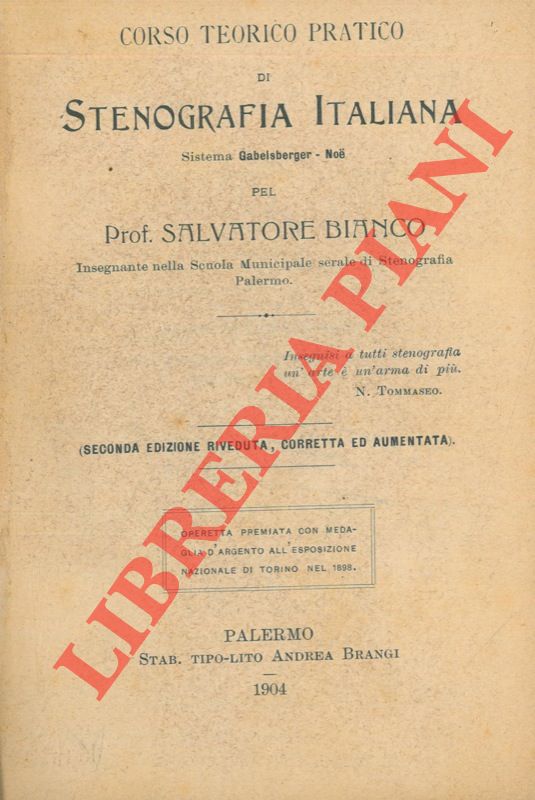 CORSO TEORICO PRATICO
DI
STENOGRAFIA ITALIANA
Sistema Gabelsberger - Noë
PEL
Prof. SALVATORE BIANCO
Insegnante nella Scuola Municipale serale di Stenografia
Palermo.
Inseguisi a tutti stenografia
un' arte è un'arma di più.
N. TOMMASEO.
(SECONDA EDIZIONE RIVEDUTA, CORRETTA ED AUMENTATA).
OPERETTA PREMIATA CON MEDA-
GLIA D'ARGENTO ALL'ESPOSIZIONE
NAZIONALE DI TORINO NEL 1898.
PALERMO
STAB. TIPO-LITO ANDREA BRANGI
1904
LIBRERIA PIANI